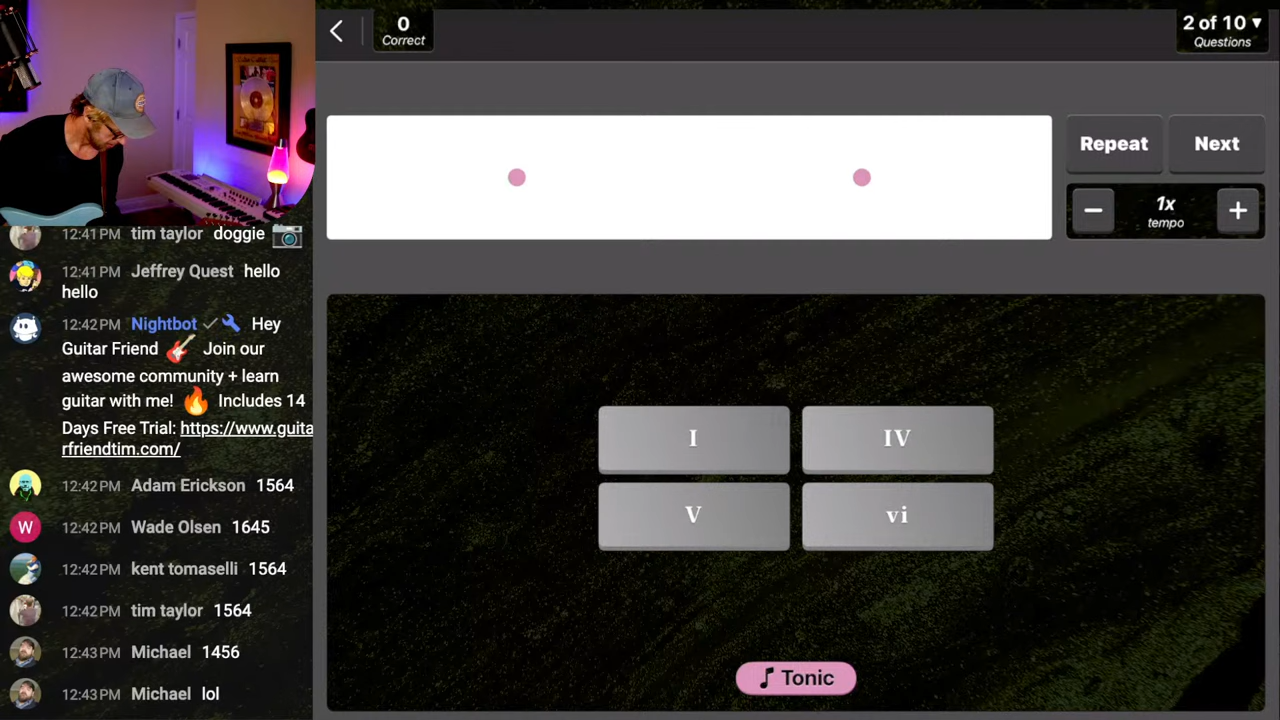 0
Correct
2 of 10 ▼
Questions
Repeat
Next
−
1x
tempo
+
I
IV
V
vi
Tonic
12:41 PM tim taylor doggie
12:41 PM Jeffrey Quest hello
hello
12:42 PM Nightbot Hey
Guitar Friend 🎸 Join our
awesome community + learn
guitar with me! 🔥 Includes 14
Days Free Trial: https://www.guita
rfriendtim.com/
12:42 PM Adam Erickson 1564
W
12:42 PM Wade Olsen 1645
12:42 PM kent tomaselli 1564
12:42 PM tim taylor 1564
12:43 PM Michael 1456
12:43 PM Michael lol